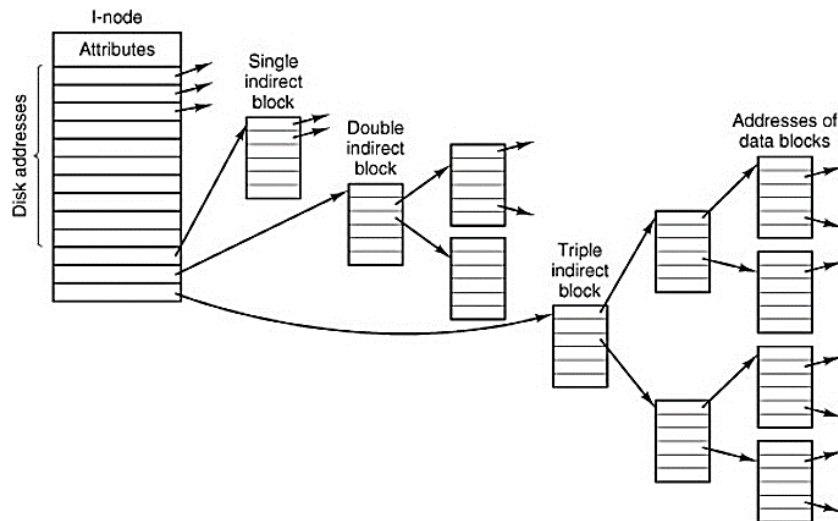 I-node
Attributes
Disk addresses
Single
indirect
block
Double
indirect
block
Triple
indirect
block
Addresses of
data blocks